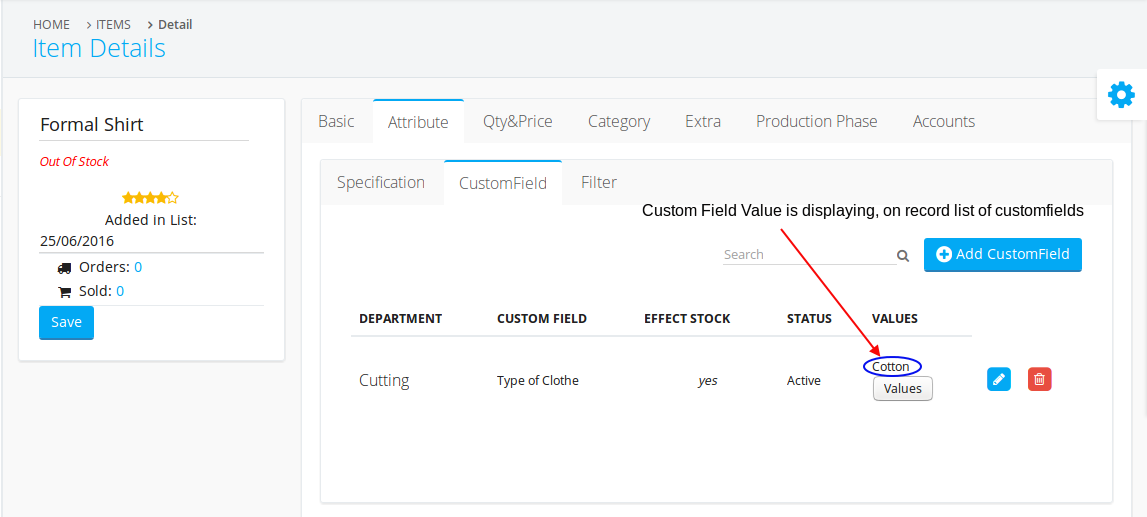 HOME > ITEMS > Detail
Item Details
Formal Shirt
Out Of Stock
Added in List:
25/06/2016
Orders: 0
Sold: 0
Save
Basic Attribute Qty&Price Category Extra Production Phase Accounts
Specification CustomField Filter
Custom Field Value is displaying, on record list of customfields
Search Add CustomField
DEPARTMENT CUSTOM FIELD EFFECT STOCK STATUS VALUES
Cutting Type of Clothe yes Active Cotton
Values